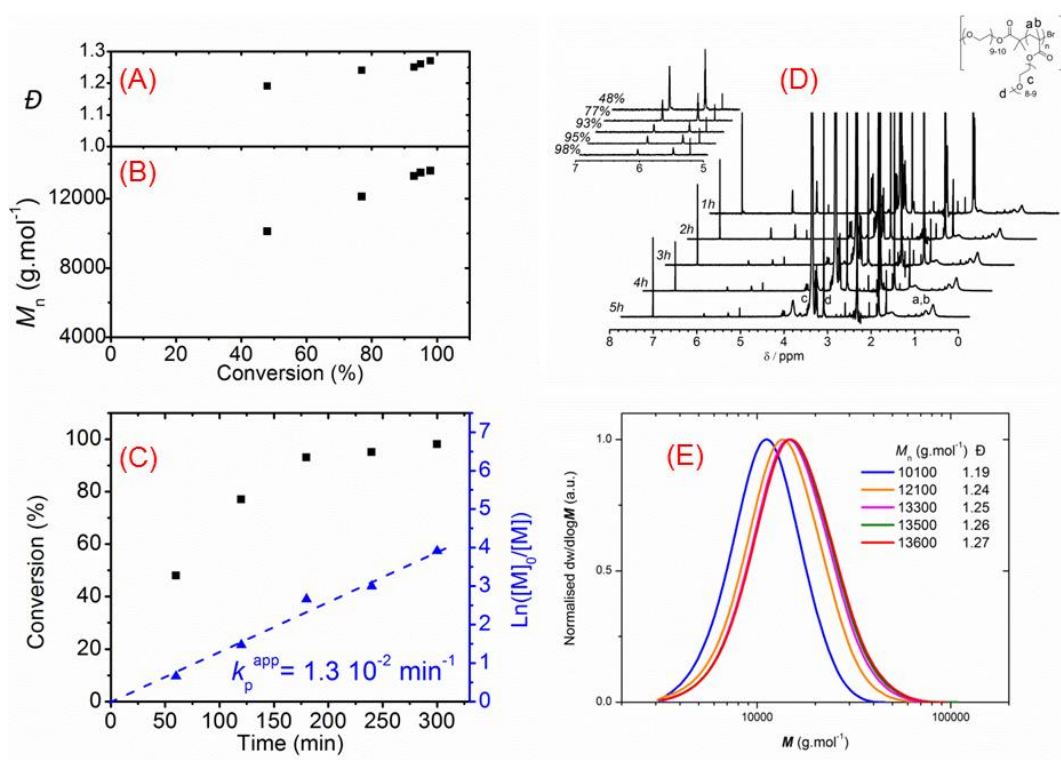 (A)
Đ
1.3
1.2
1.1
1.0
(B)
Mn (g.mol-1)
12000
8000
4000
0 20 40 60 80 100
Conversion (%)
(C)
Conversion (%)
100
80
60
40
20
0
7
6
5
4
3
2
1
0
Ln([M]0/[M])
kp app = 1.3 10-2 min-1
0 50 100 150 200 250 300
Time (min)
(D)
a b
O
Br
n
O
O
9-10
O
O
c
d
O
8-9
48%
77%
93%
95%
98%
7 6 5
1h
2h
3h
4h
5h
c d a,b
8 7 6 5 4 3 2 1 0
δ / ppm
(E)
Normalised dw/dlogM (a.u.)
1.0
0.5
0.0
Mn (g.mol-1) Đ
10100 1.19
12100 1.24
13300 1.25
13500 1.26
13600 1.27
10000 100000
M (g.mol-1)